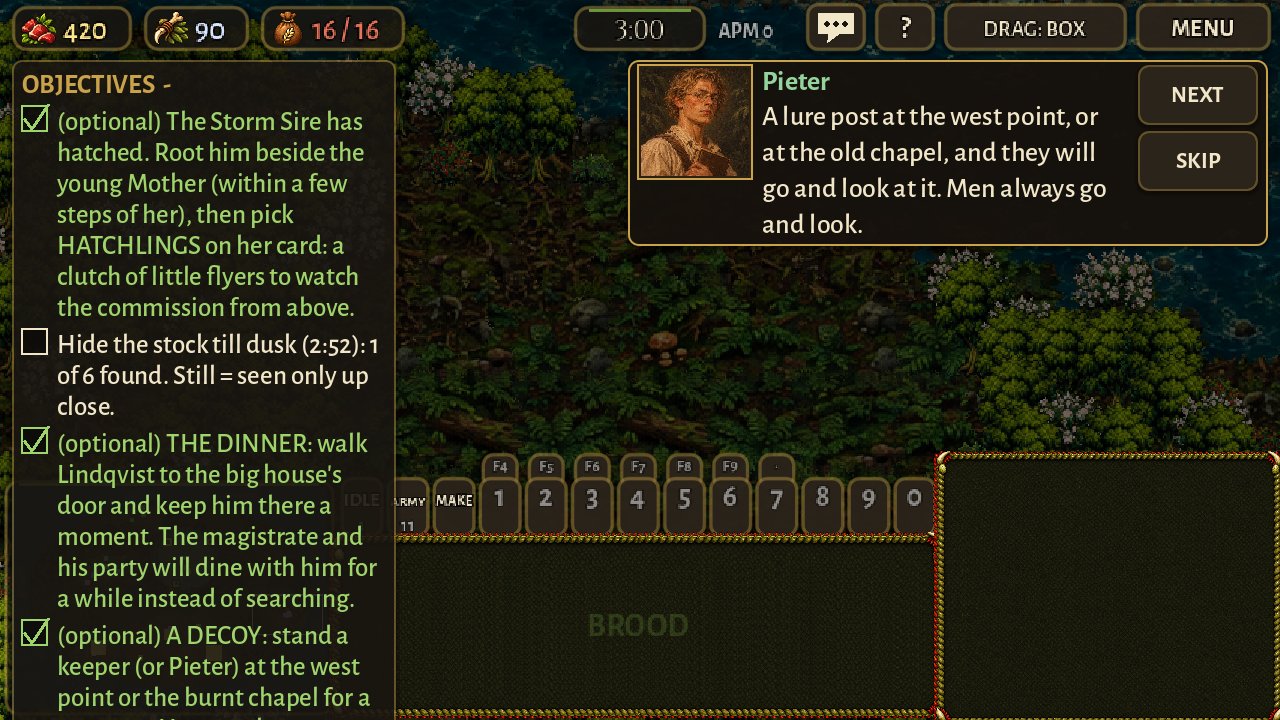 420
90
16/16
3:00
APM 0
?
DRAG: BOX
MENU
OBJECTIVES -
(optional) The Storm Sire has
hatched. Root him beside the
young Mother (within a few
steps of her), then pick
HATCHLINGS on her card: a
clutch of little flyers to watch
the commission from above.
Hide the stock till dusk (2:52): 1
of 6 found. Still = seen only up
close.
(optional) THE DINNER: walk
Lindqvist to the big house's
door and keep him there a
moment. The magistrate and
his party will dine with him for
a while instead of searching.
(optional) A DECOY: stand a
keeper (or Pieter) at the west
point or the burnt chapel for a
Pieter
A lure post at the west point, or
at the old chapel, and they will
go and look at it. Men always go
and look.
NEXT
SKIP
F4 F5 F6 F7 F8 F9
IDLE ARMY 11 MAKE 1 2 3 4 5 6 7 8 9 0
BROOD